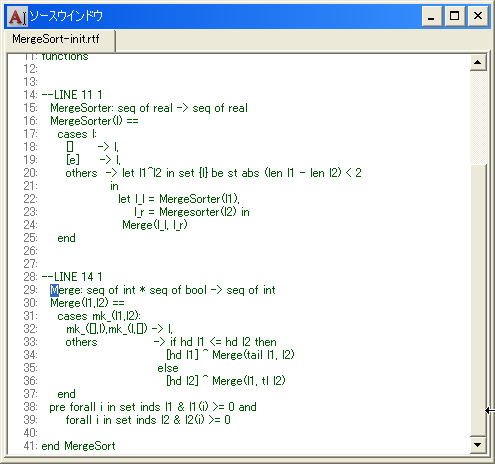 ソースウインドウ
MergeSort-init.rtf
11: functions
12:
13:
14: --LINE 11 1
15: MergeSorter: seq of real -> seq of real
16: MergeSorter(l) ==
17: cases l:
18: [] -> l,
19: [e] -> l,
20: others -> let l1^l2 in set {l} be st abs (len l1 - len l2) < 2
21: in
22: let l_l = MergeSorter(l1),
23: l_r = Mergesorter(l2) in
24: Merge(l_l, l_r)
25: end
26:
27:
28: --LINE 14 1
29: Merge: seq of int * seq of bool -> seq of int
30: Merge(l1,l2) ==
31: cases mk_(l1,l2):
32: mk_([],l),mk_(l,[]) -> l,
33: others -> if hd l1 <= hd l2 then
34: [hd l1] ^ Merge(tail l1, l2)
35: else
36: [hd l2] ^ Merge(l1, tl l2)
37: end
38: pre forall i in set inds l1 & l1(i) >= 0 and
39: forall i in set inds l2 & l2(i) >= 0
40:
41: end MergeSort